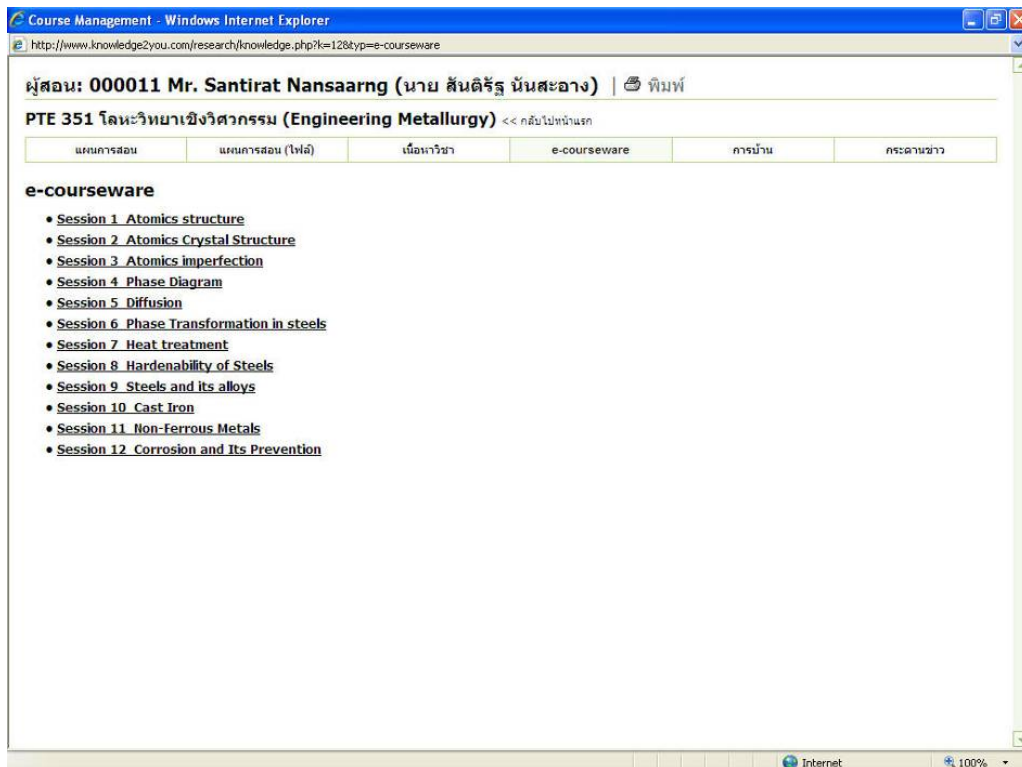 Course Management - Windows Internet Explorer
http://www.knowledge2you.com/research/knowledge.php?k=128typ=e-courseware
ผู้สอน: 000011 Mr. Santirat Nansaarng (นาย สันติรัฐ นันสะอาง) | พิมพ์
PTE 351 โลหะวิทยาเชิงวิศวกรรม (Engineering Metallurgy) << กลับไปหน้าแรก
แผนการสอน แผนการสอน (ไฟล์) เนื้อหาวิชา e-courseware การบ้าน กระดานข่าว
e-courseware
• Session 1 Atomics structure
• Session 2 Atomics Crystal Structure
• Session 3 Atomics imperfection
• Session 4 Phase Diagram
• Session 5 Diffusion
• Session 6 Phase Transformation in steels
• Session 7 Heat treatment
• Session 8 Hardenability of Steels
• Session 9 Steels and its alloys
• Session 10 Cast Iron
• Session 11 Non-Ferrous Metals
• Session 12 Corrosion and Its Prevention
Internet 100%